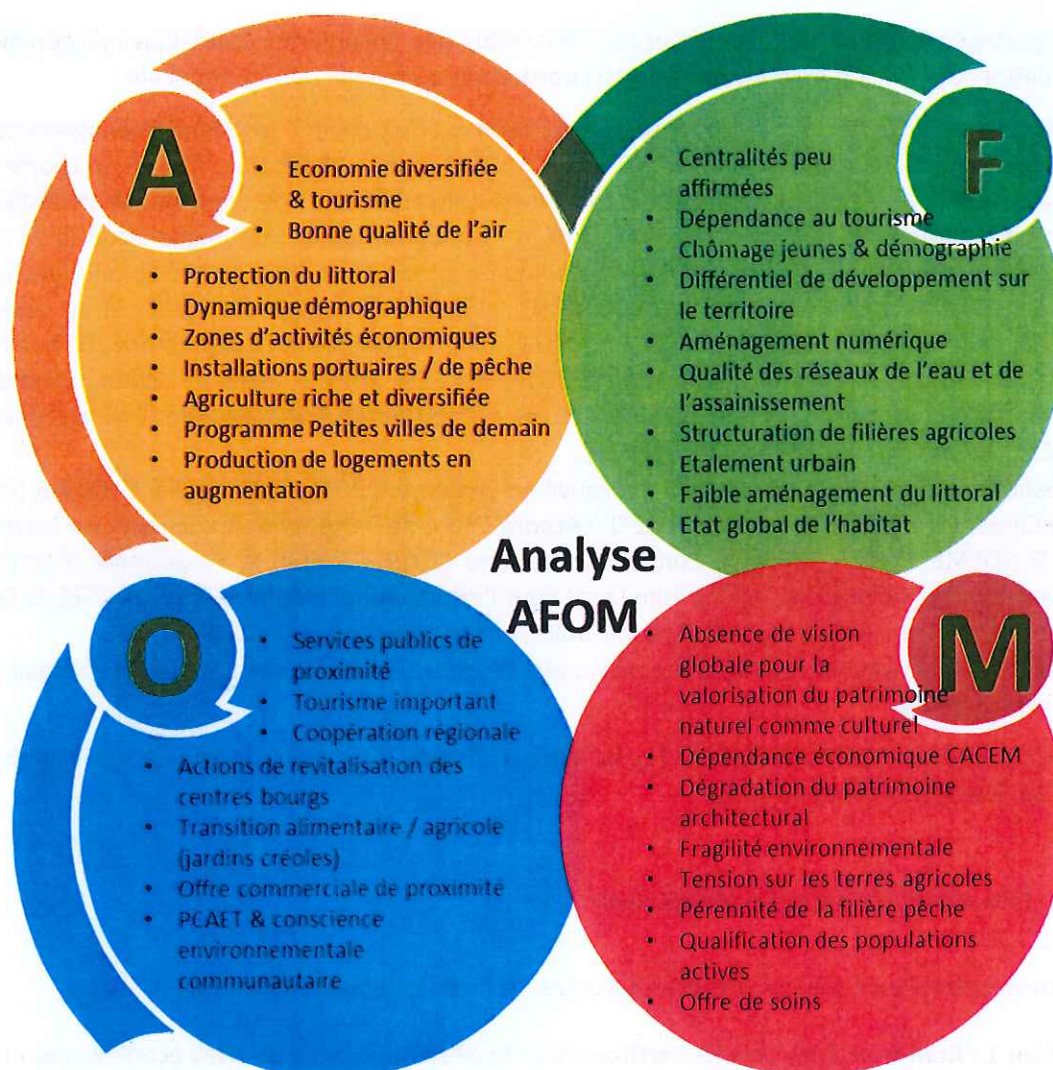 A
• Economie diversifiée
& tourisme
• Bonne qualité de l'air
• Protection du littoral
• Dynamique démographique
• Zones d'activités économiques
• Installations portuaires / de pêche
• Agriculture riche et diversifiée
• Programme Petites villes de demain
• Production de logements en
augmentation
F
• Centralités peu
affirmées
• Dépendance au tourisme
• Chômage jeunes & démographie
• Différentiel de développement sur
le territoire
• Aménagement numérique
• Qualité des réseaux de l'eau et de
l'assainissement
• Structuration de filières agricoles
• Etalement urbain
• Faible aménagement du littoral
• Etat global de l'habitat
Analyse
AFOM
O
• Services publics de
proximité
• Tourisme important
• Coopération régionale
• Actions de revitalisation des
centres bourgs
• Transition alimentaire / agricole
(jardins créoles)
• Offre commerciale de proximité
• PCAET & conscience
environnementale
communautaire
M
• Absence de vision
globale pour la
valorisation du patrimoine
naturel comme culturel
• Dépendance économique CACEM
• Dégradation du patrimoine
architectural
• Fragilité environnementale
• Tension sur les terres agricoles
• Pérennité de la filière pêche
• Qualification des populations
actives
• Offre de soins